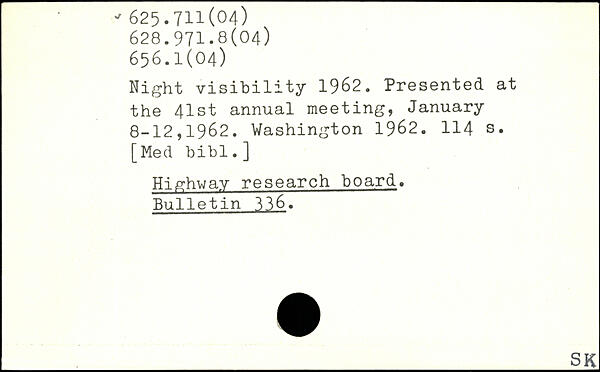 ✓ 625.711(04)
628.971.8(04)
656.1(04)
Night visibility 1962. Presented at
the 41st annual meeting, January
8-12,1962. Washington 1962. 114 s.
[Med bibl.]
Highway research board.
Bulletin 336.
SK